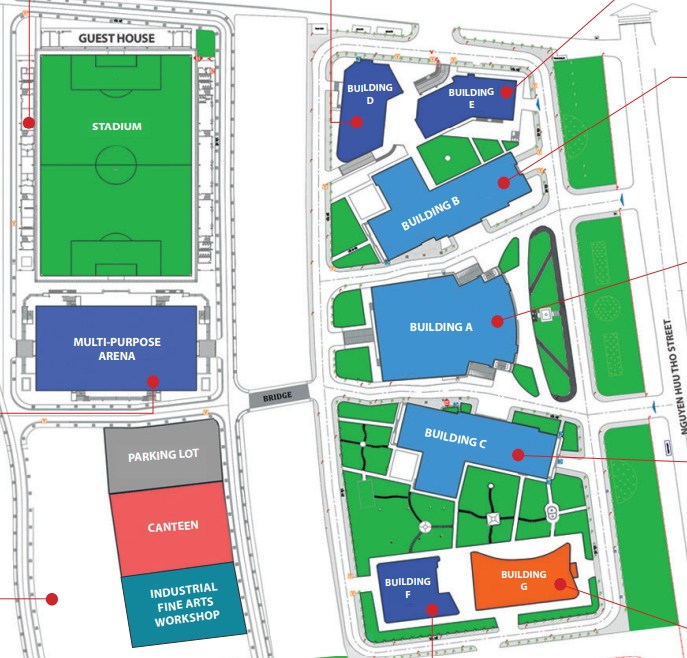 GUEST HOUSE
STADIUM
BUILDING
D
BUILDING
E
BUILDING B
BUILDING A
MULTI-PURPOSE
ARENA
NGUYEN HUU THO STREET
BRIDGE
BUILDING C
PARKING LOT
CANTEEN
INDUSTRIAL
FINE ARTS
WORKSHOP
BUILDING
F
BUILDING
G